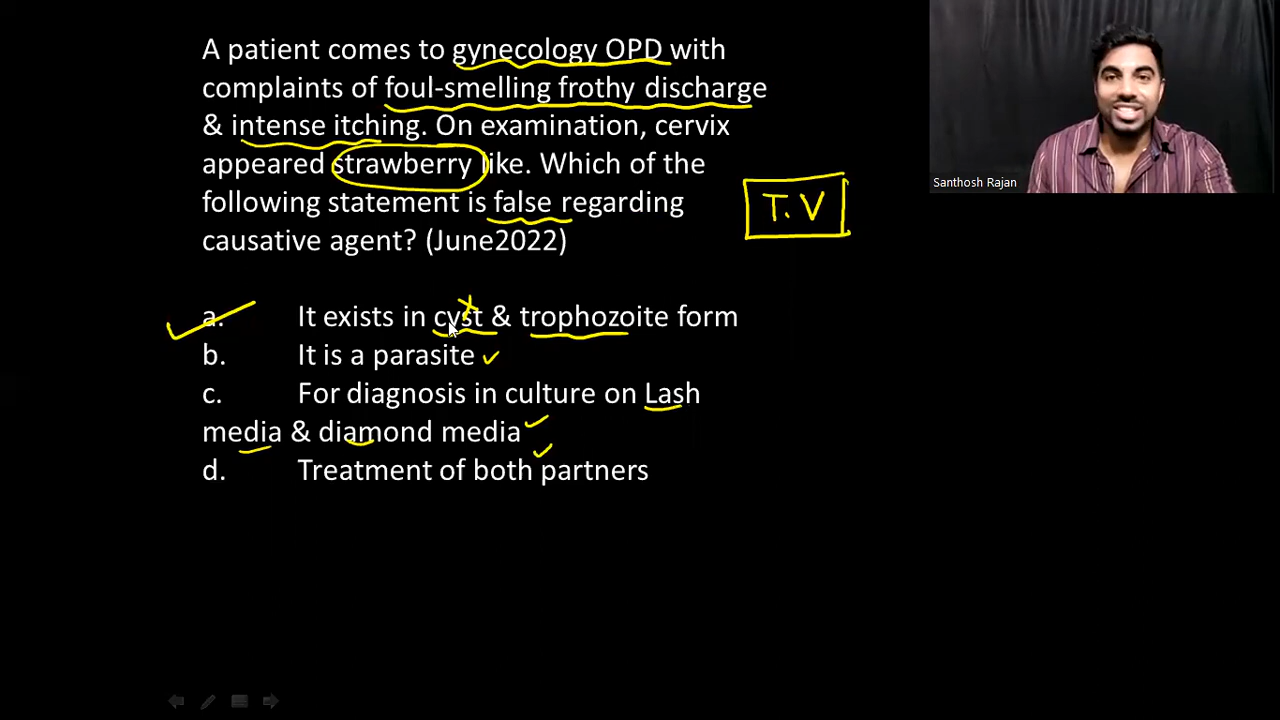 A patient comes to gynecology OPD with
complaints of foul-smelling frothy discharge
& intense itching. On examination, cervix
appeared strawberry like. Which of the
following statement is false regarding
causative agent? (June2022)
T.V
Santhosh Rajan
a. It exists in cyst & trophozoite form
b. It is a parasite
c. For diagnosis in culture on Lash
media & diamond media
d. Treatment of both partners